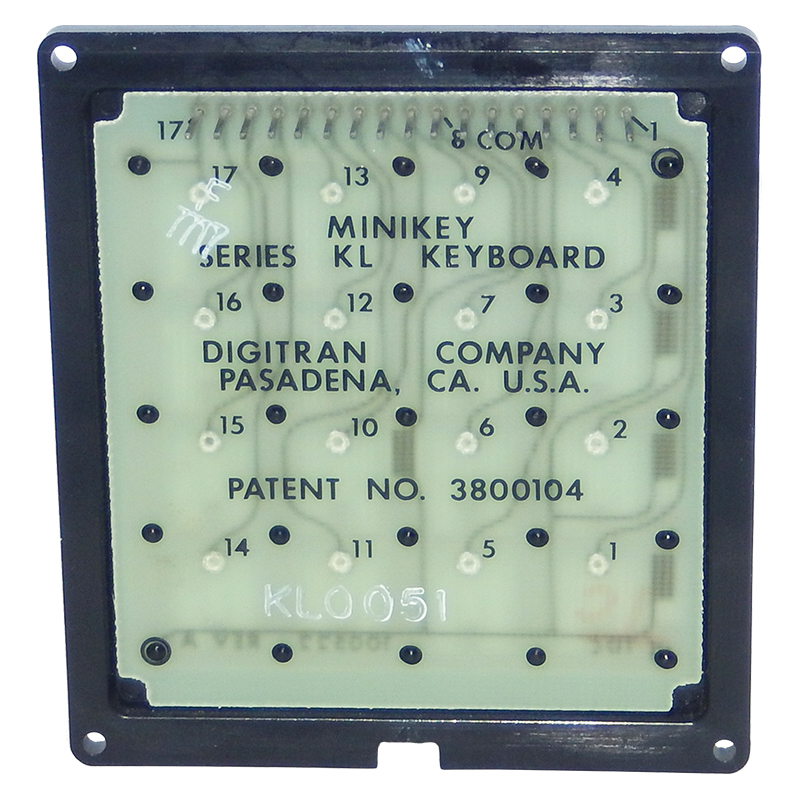 17 8 COM 1
17 13 9 4
MINIKEY
SERIES KL KEYBOARD
16 12 7 3
DIGITRAN COMPANY
PASADENA, CA. U.S.A.
15 10 6 2
PATENT NO. 3800104
14 11 5 1
KL0051
REV A